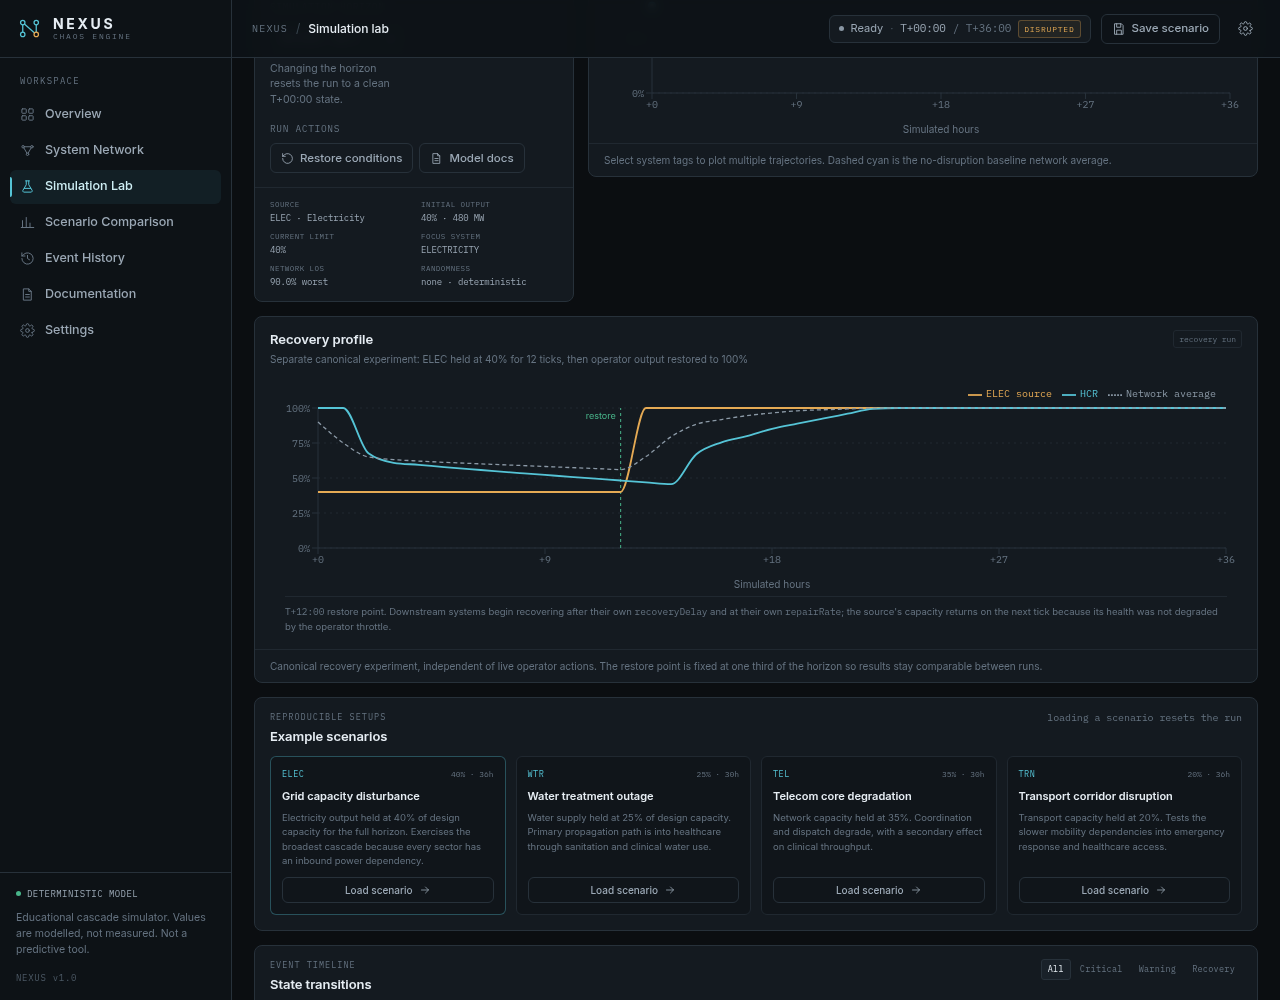 NEXUS
CHAOS ENGINE
WORKSPACE
Overview
System Network
Simulation Lab
Scenario Comparison
Event History
Documentation
Settings
DETERMINISTIC MODEL
Educational cascade simulator. Values
are modelled, not measured. Not a
predictive tool.
NEXUS v1.0
NEXUS / Simulation lab
Ready · T+00:00 / T+36:00 DISRUPTED
Save scenario
Changing the horizon
resets the run to a clean
T+00:00 state.
RUN ACTIONS
Restore conditions
Model docs
SOURCE
ELEC · Electricity
INITIAL OUTPUT
40% · 480 MW
CURRENT LIMIT
40%
FOCUS SYSTEM
ELECTRICITY
NETWORK LOS
90.0% worst
RANDOMNESS
none · deterministic
0%
+0 +9 +18 +27 +36
Simulated hours
Select system tags to plot multiple trajectories. Dashed cyan is the no-disruption baseline network average.
Recovery profile
recovery run
Separate canonical experiment: ELEC held at 40% for 12 ticks, then operator output restored to 100%
ELEC source HCR Network average
100%
restore
75%
50%
25%
0%
+0 +9 +18 +27 +36
Simulated hours
T+12:00 restore point. Downstream systems begin recovering after their own recoveryDelay and at their own repairRate; the source's capacity returns on the next tick because its health was not degraded
by the operator throttle.
Canonical recovery experiment, independent of live operator actions. The restore point is fixed at one third of the horizon so results stay comparable between runs.
REPRODUCIBLE SETUPS
loading a scenario resets the run
Example scenarios
ELEC 40% · 36h
Grid capacity disturbance
Electricity output held at 40% of design
capacity for the full horizon. Exercises the
broadest cascade because every sector has
an inbound power dependency.
Load scenario →
WTR 25% · 30h
Water treatment outage
Water supply held at 25% of design capacity.
Primary propagation path is into healthcare
through sanitation and clinical water use.
Load scenario →
TEL 35% · 30h
Telecom core degradation
Network capacity held at 35%. Coordination
and dispatch degrade, with a secondary effect
on clinical throughput.
Load scenario →
TRN 20% · 36h
Transport corridor disruption
Transport capacity held at 20%. Tests the
slower mobility dependencies into emergency
response and healthcare access.
Load scenario →
EVENT TIMELINE
State transitions
All Critical Warning Recovery